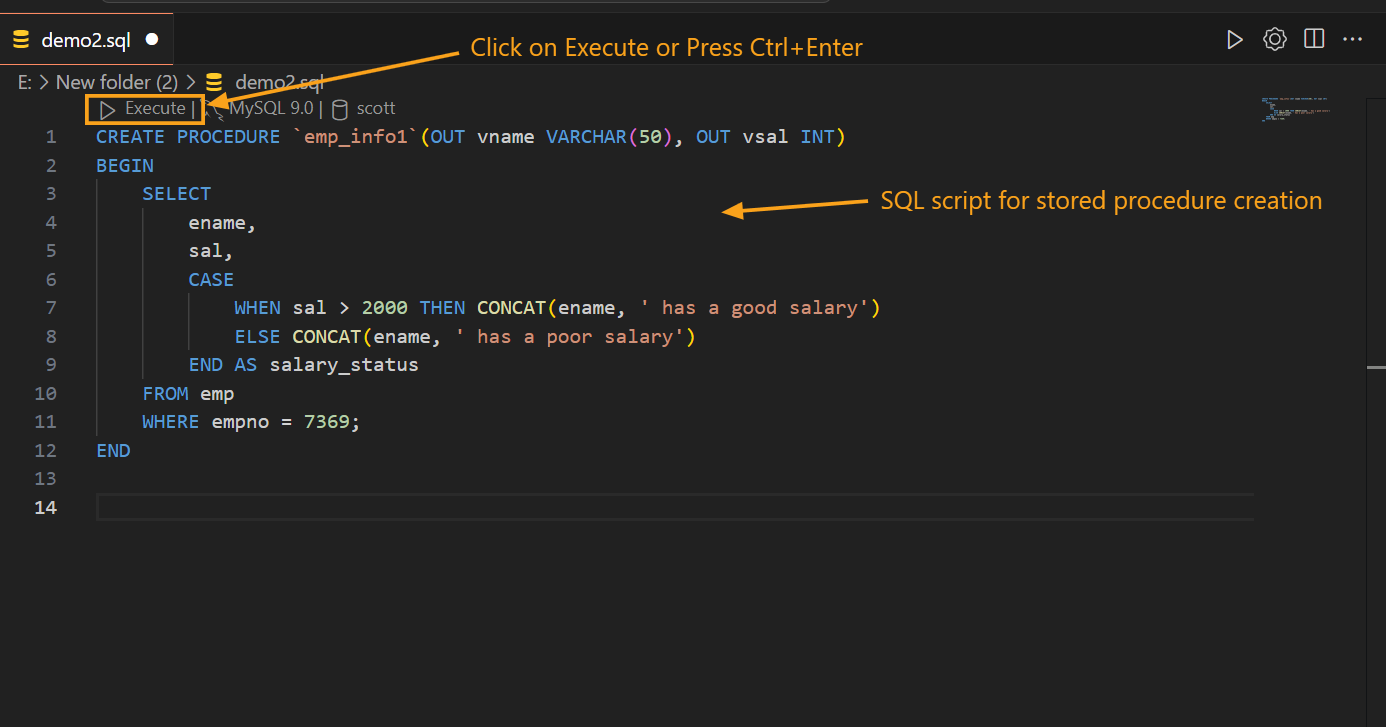 demo2.sql
Click on Execute or Press Ctrl+Enter
E: > New folder (2) > demo2.sql
Execute | MySQL 9.0 | scott
1 CREATE PROCEDURE `emp_info1`(OUT vname VARCHAR(50), OUT vsal INT)
2 BEGIN
3 SELECT
SQL script for stored procedure creation
4 ename,
5 sal,
6 CASE
7 WHEN sal > 2000 THEN CONCAT(ename, ' has a good salary')
8 ELSE CONCAT(ename, ' has a poor salary')
9 END AS salary_status
10 FROM emp
11 WHERE empno = 7369;
12 END
13
14